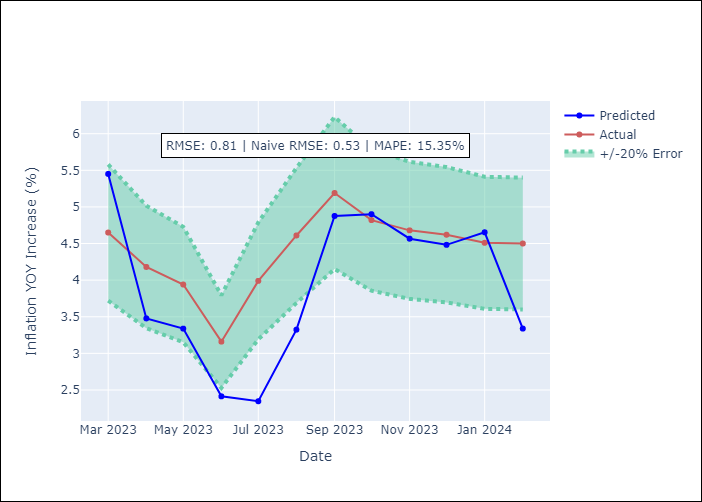 RMSE: 0.81 | Naive RMSE: 0.53 | MAPE: 15.35%
Predicted
Actual
+/-20% Error
6
5.5
5
4.5
4
3.5
3
2.5
Inflation YOY Increase (%)
Mar 2023 May 2023 Jul 2023 Sep 2023 Nov 2023 Jan 2024
Date